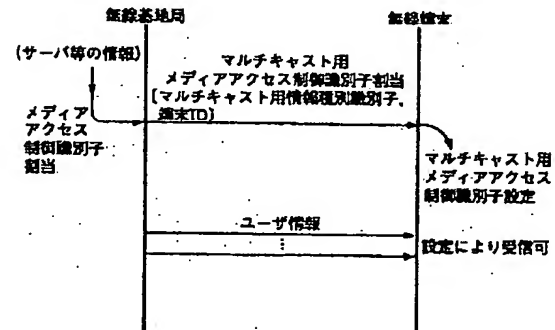 無線基地局
無線端末
(サーバ等の情報)
マルチキャスト用
メディアアクセス制御識別子割当
[マルチキャスト用情報種別識別子,
端末ID]
メディア
アクセス
制御識別子
割当
マルチキャスト用
メディアアクセス
制御識別子設定
ユーザ情報
設定により受信可